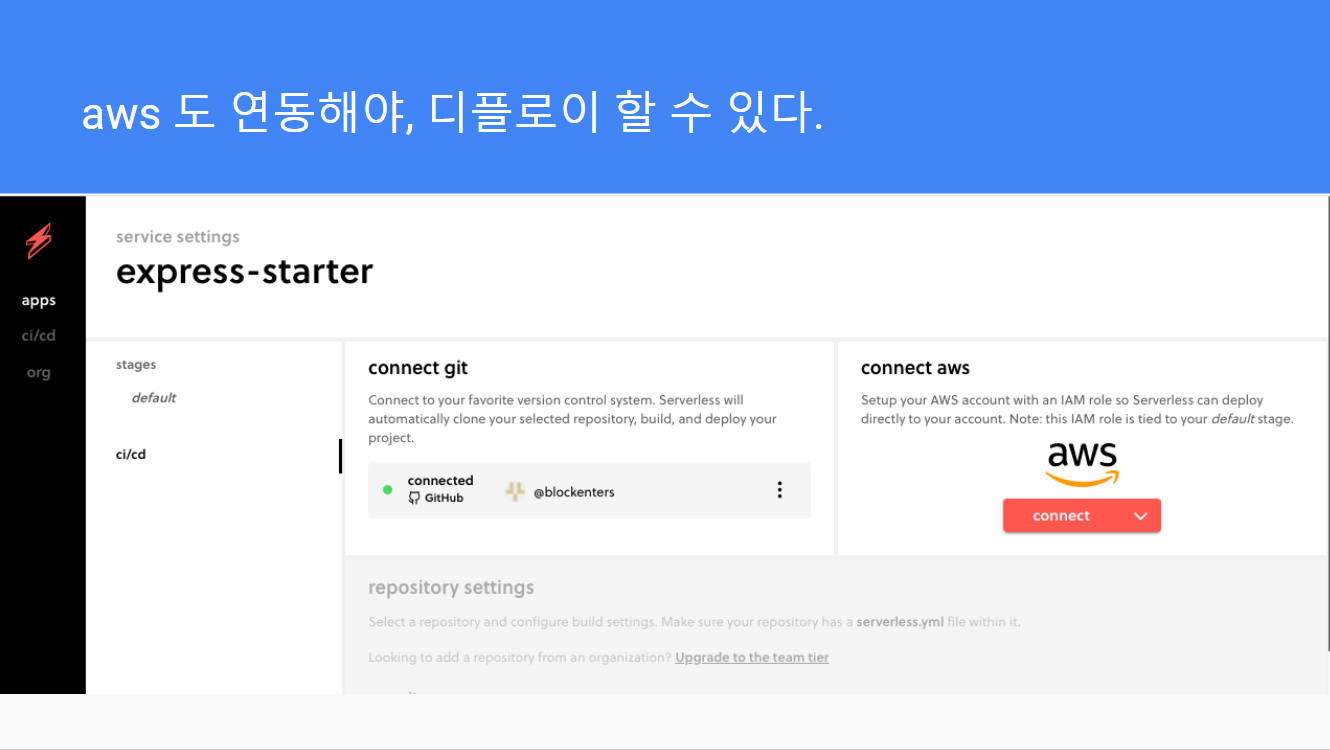 aws 도 연동해야, 디플로이 할 수 있다.
apps
ci/cd
org
service settings
express-starter
stages
default
ci/cd
connect git
Connect to your favorite version control system. Serverless will
automatically clone your selected repository, build, and deploy your
project.
connected
GitHub
@blockenters
connect aws
Setup your AWS account with an IAM role so Serverless can deploy
directly to your account. Note: this IAM role is tied to your default stage.
aws
connect
repository settings
Select a repository and configure build settings. Make sure your repository has a serverless.yml file within it.
Looking to add a repository from an organization? Upgrade to the team tier